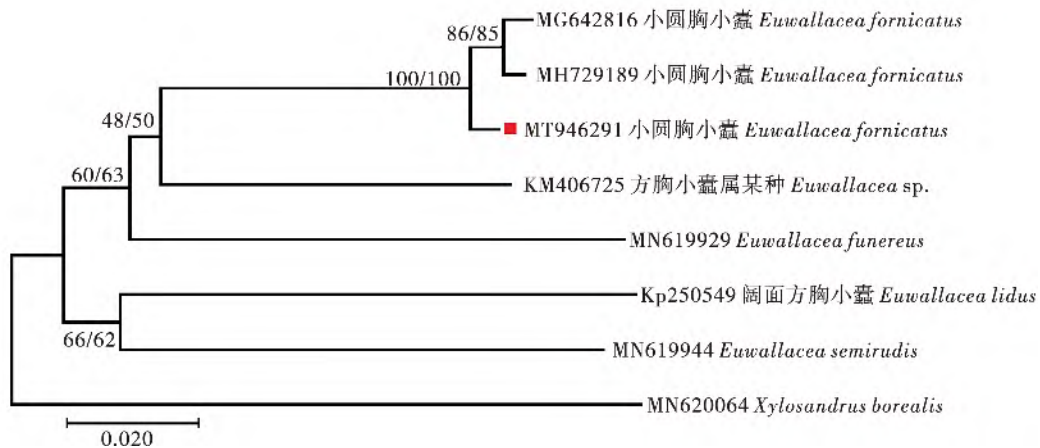 MG642816 小圆胸小蠹 Euwallacea fornicatus
86/85
MH729189 小圆胸小蠹 Euwallacea fornicatus
100/100
48/50
MT946291 小圆胸小蠹 Euwallacea fornicatus
60/63
KM406725 方胸小蠹属某种 Euwallacea sp.
MN619929 Euwallacea funereus
Kp250549 阔面方胸小蠹 Euwallacea lidus
66/62
MN619944 Euwallacea semirudis
MN620064 Xylosandrus borealis
0.020